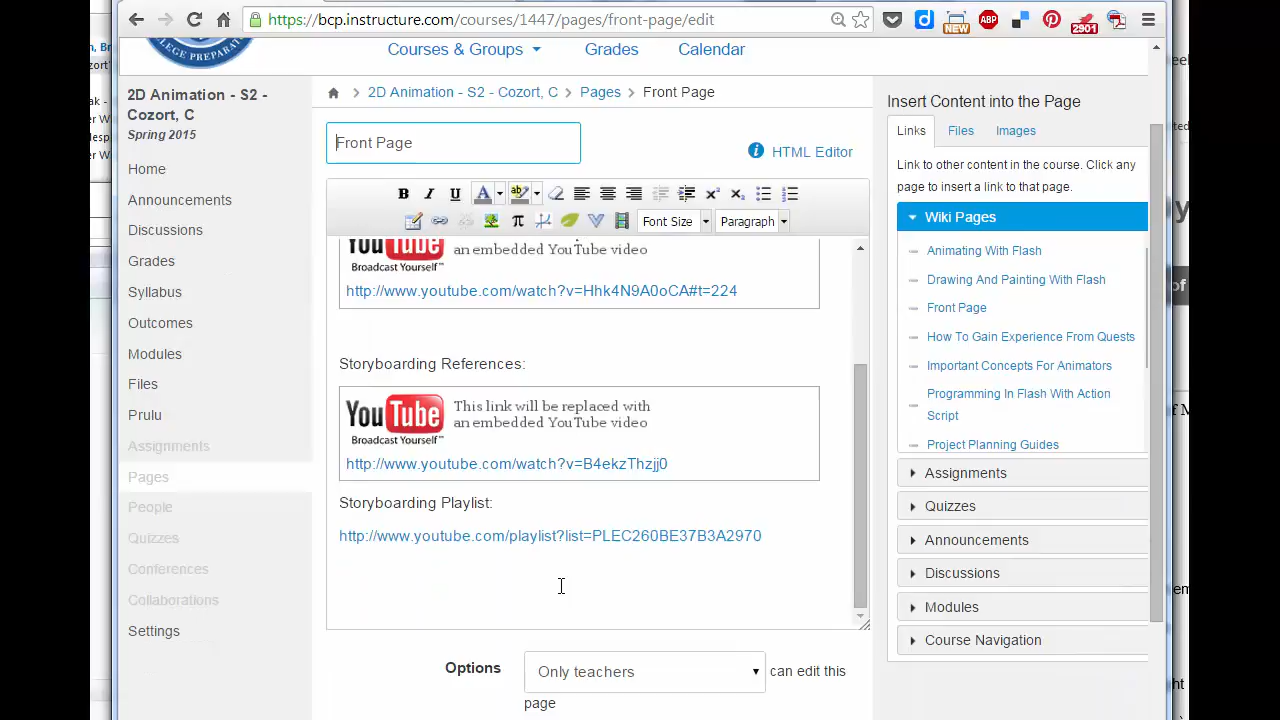 https://bcp.instructure.com/courses/1447/pages/front-page/edit
NEW
ABP
2901
COLLEGE PREPARATORY
Courses & Groups
Grades
Calendar
2D Animation - S2 - Cozort, C
Spring 2015
Home
Announcements
Discussions
Grades
Syllabus
Outcomes
Modules
Files
Prulu
Assignments
Pages
People
Quizzes
Conferences
Collaborations
Settings
2D Animation - S2 - Cozort, C > Pages > Front Page
Front Page
HTML Editor
B I U A ab
Font Size
Paragraph
YouTube
Broadcast Yourself™
an embedded YouTube video
http://www.youtube.com/watch?v=Hhk4N9A0oCA#t=224
Storyboarding References:
YouTube
Broadcast Yourself™
This link will be replaced with
an embedded YouTube video
http://www.youtube.com/watch?v=B4ekzThzjj0
Storyboarding Playlist:
http://www.youtube.com/playlist?list=PLEC260BE37B3A2970
Options
Only teachers
can edit this
page
Insert Content into the Page
Links
Files
Images
Link to other content in the course. Click any
page to insert a link to that page.
Wiki Pages
Animating With Flash
Drawing And Painting With Flash
Front Page
How To Gain Experience From Quests
Important Concepts For Animators
Programming In Flash With Action
Script
Project Planning Guides
Assignments
Quizzes
Announcements
Discussions
Modules
Course Navigation